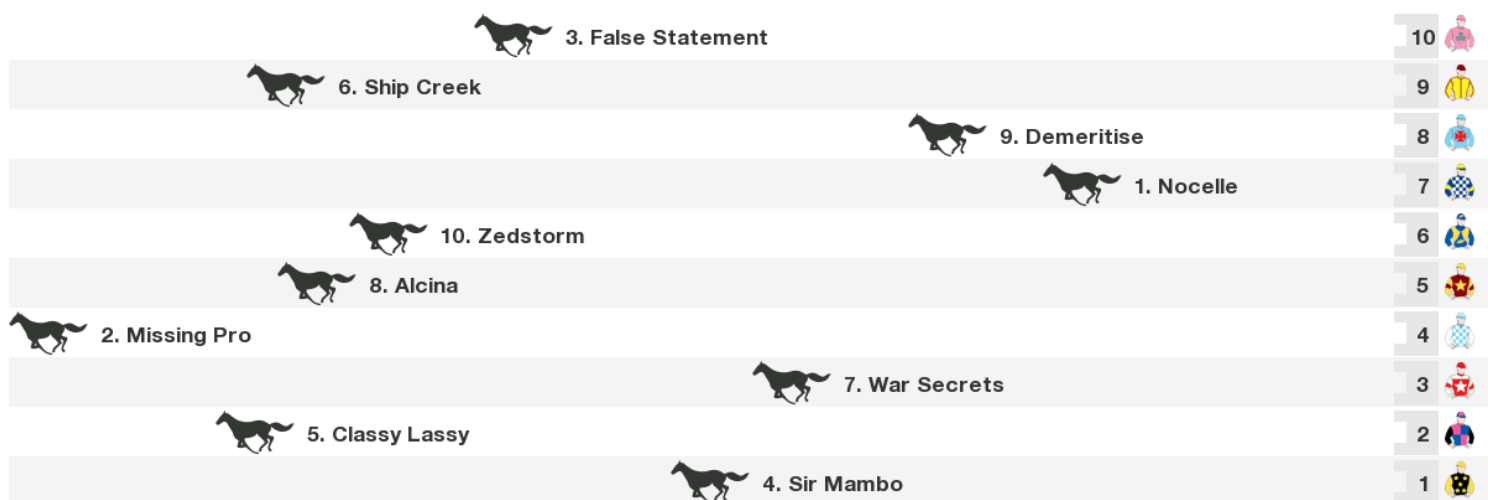 3. False Statement 10
6. Ship Creek 9
9. Demeritise 8
1. Nocelle 7
10. Zedstorm 6
8. Alcina 5
2. Missing Pro 4
7. War Secrets 3
5. Classy Lassy 2
4. Sir Mambo 1